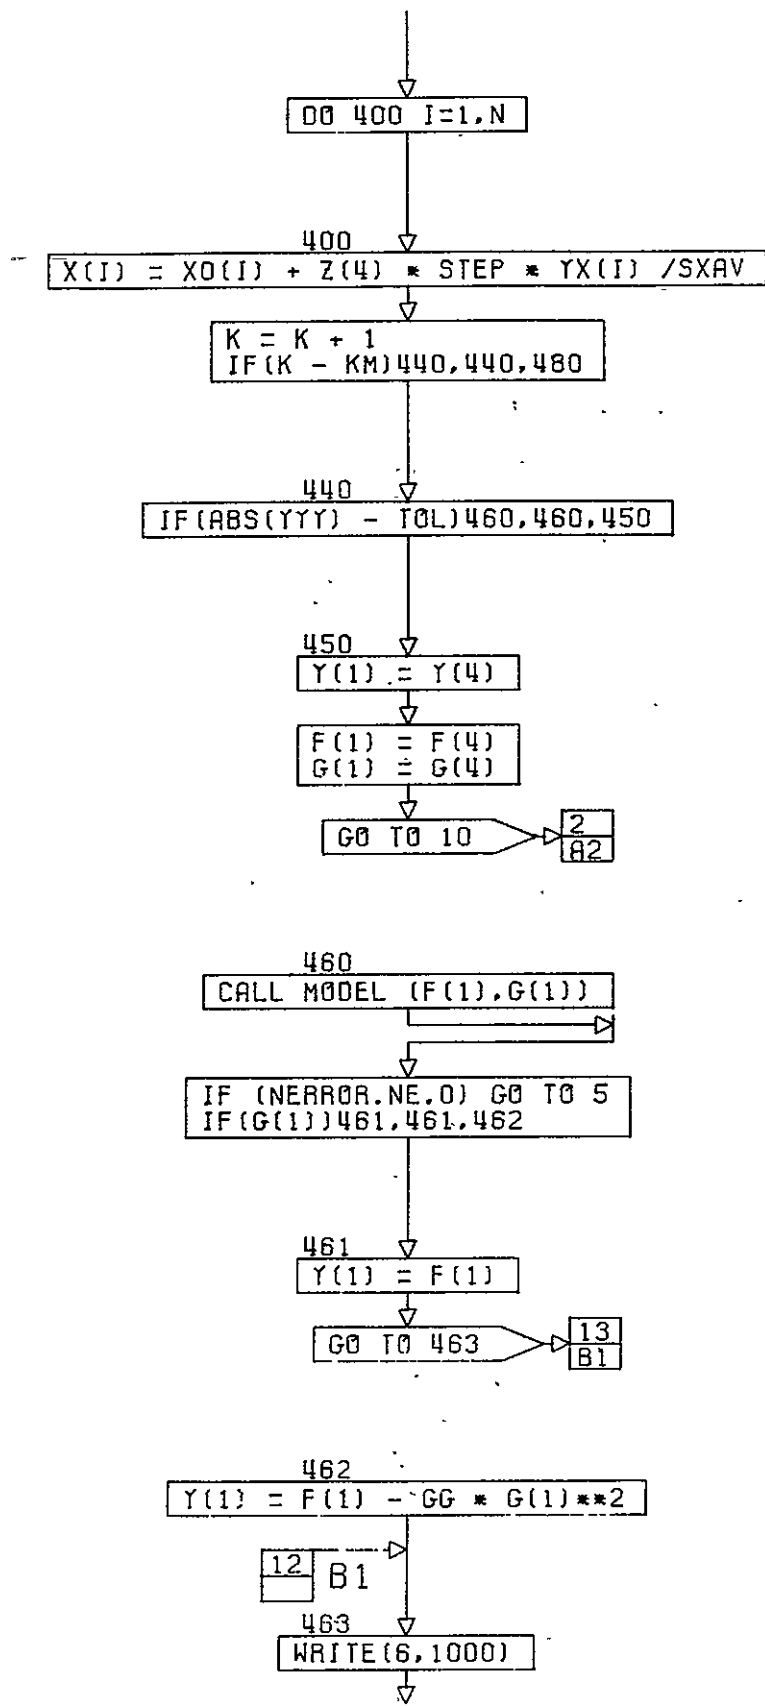 DO 400 I=1,N
400
X(I) = XO(I) + Z(4) * STEP * YX(I) /SXAV
K = K + 1
IF(K - KM)440,440,480
440
IF(ABS(YYY) - TOL)460,460,450
450
Y(1) = Y(4)
F(1) = F(4)
G(1) = G(4)
GO TO 10
2
A2
460
CALL MODEL (F(1),G(1))
IF (NERROR.NE.0) GO TO 5
IF(G(1))461,461,462
461
Y(1) = F(1)
GO TO 463
13
B1
462
Y(1) = F(1) - GG * G(1)**2
12
B1
463
WRITE(6,1000)